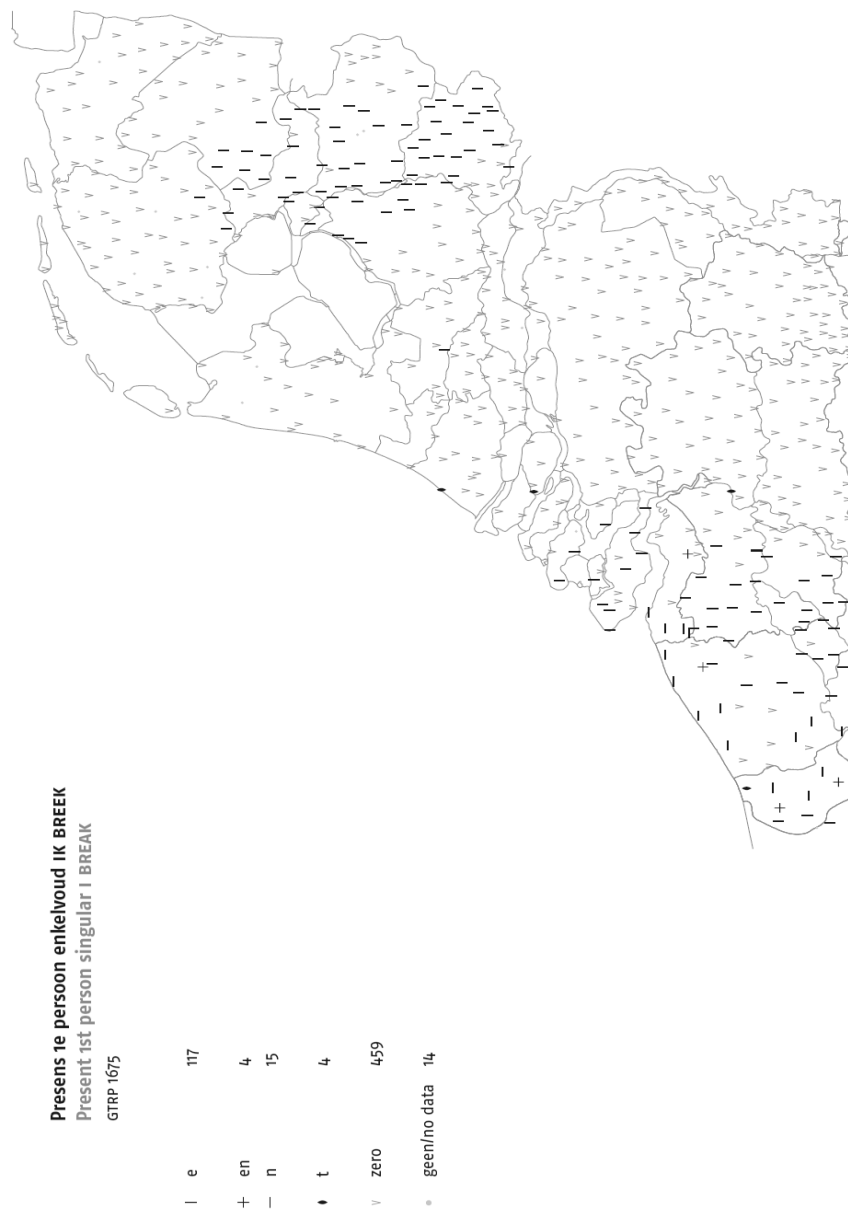 Presens 1e persoon enkelvoud IK BREEK
Present 1st person singular I BREAK
GTRP 1675
e 117
en 4
n 15
t 4
zero 459
geen/no data 14